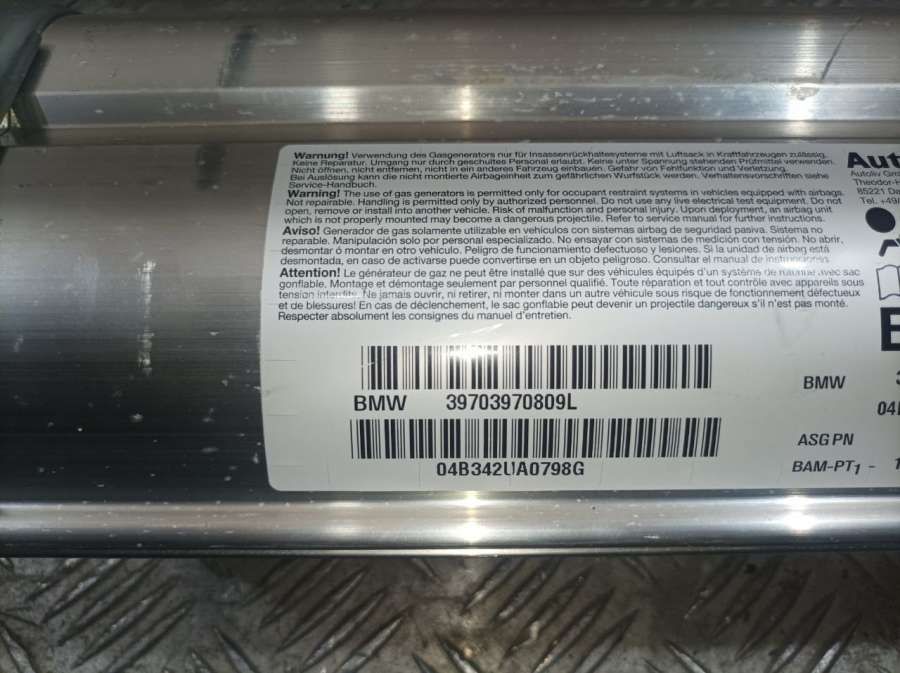 Warnung! Verwendung des Gasgenerators nur für Insassenrückhaltesysteme mit Luftsack in Kraftfahrzeugen zulässig.
Keine Reparatur. Umgang nur durch geschultes Personal erlaubt. Keine unter Spannung stehenden Prüfmittel verwenden.
Nicht öffnen, nicht entfernen, nicht in ein anderes Fahrzeug einbauen. Gefahr von Fehlfunktion und Verletzung.
Bei Auslösung kann die nicht montierte Airbageinheit zum gefährlichen Wurfstück werden. Verhaltensvorschriften siehe
Service-Handbuch.
Warning! The use of gas generators is permitted only for occupant restraint systems in vehicles equipped with airbags.
Not repairable. Handling is permitted only by authorized personnel. Do not use any live electrical test equipment. Do not
open, remove or install into another vehicle. Risk of malfunction and personal injury. Upon deployment, an airbag unit
which is not properly mounted may become a dangerous projectile. Refer to service manual for further instructions.
Aviso! Generador de gas solamente utilizable en vehículos con sistemas airbag de seguridad pasiva. Sistema no
reparable. Manipulación solo por personal especializado. No ensayar con sistemas de medición con tensión. No abrir,
desmontar ó montar en otro vehículo. Peligro de funcionamiento defectuoso y lesiones. Si la unidad de airbag está
desmontada, en caso de activarse puede convertirse en un objeto peligroso. Consultar el manual de instrucciones
Attention! Le générateur de gaz ne peut être installé que sur des véhicules équipés d'un système de avec sac
gonflable. Montage et démontage seulement par personnel qualifié. Toute réparation et tout contrôle avec appareils sous
tension interdits. Ne jamais ouvrir, ni retirer, ni monter dans un autre véhicule sous risque de fonctionnement défectueux
et de blessures! En cas de déclenchement, le sac gonflable peut devenir un projectile dangereux s'il n'est pas monté.
Respecter absolument les consignes du manuel d'entretien.
Aut
Autoliv
Theodor-H
85221 Da
Tel. +49/
BMW 39703970809L
04B342UA0798G
BMW
04
ASG PN
BAM-PT1 -